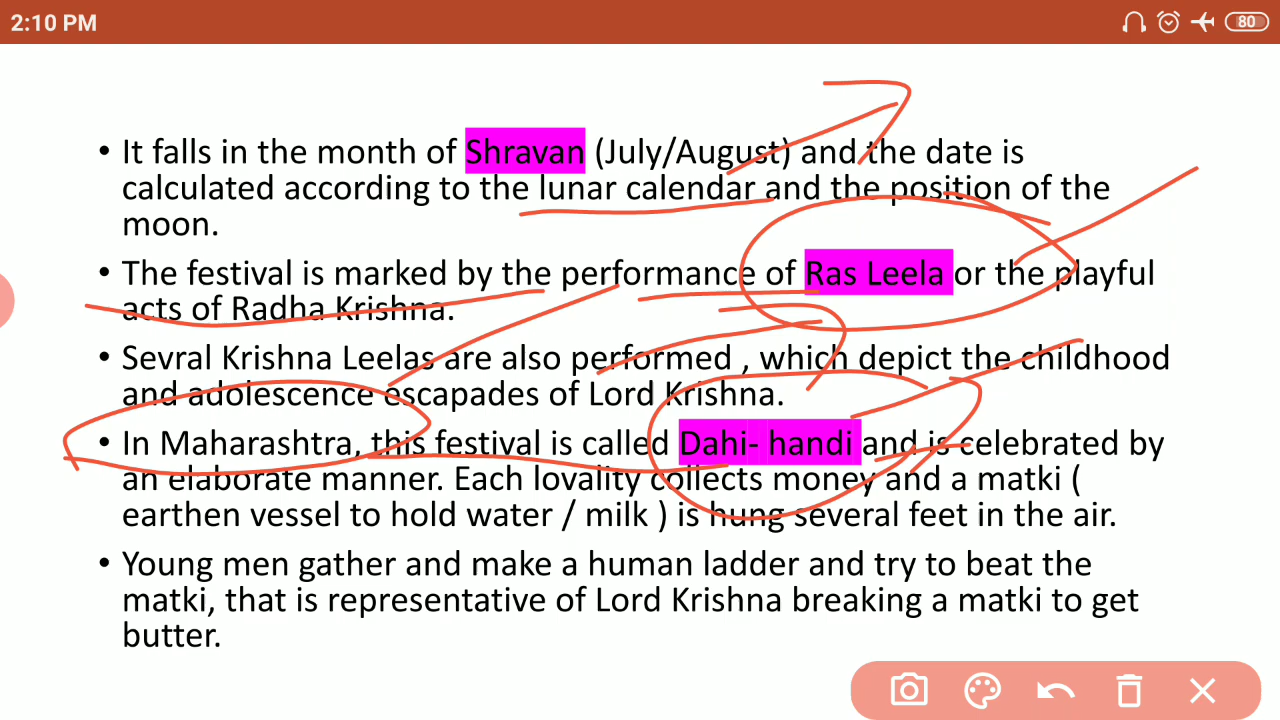 2:10 PM
80
• It falls in the month of Shravan (July/August) and the date is
calculated according to the lunar calendar and the position of the
moon.
• The festival is marked by the performance of Ras Leela or the playful
acts of Radha Krishna.
• Sevral Krishna Leelas are also performed , which depict the childhood
and adolescence escapades of Lord Krishna.
• In Maharashtra, this festival is called Dahi- handi and is celebrated by
an elaborate manner. Each lovality collects money and a matki (
earthen vessel to hold water / milk ) is hung several feet in the air.
• Young men gather and make a human ladder and try to beat the
matki, that is representative of Lord Krishna breaking a matki to get
butter.